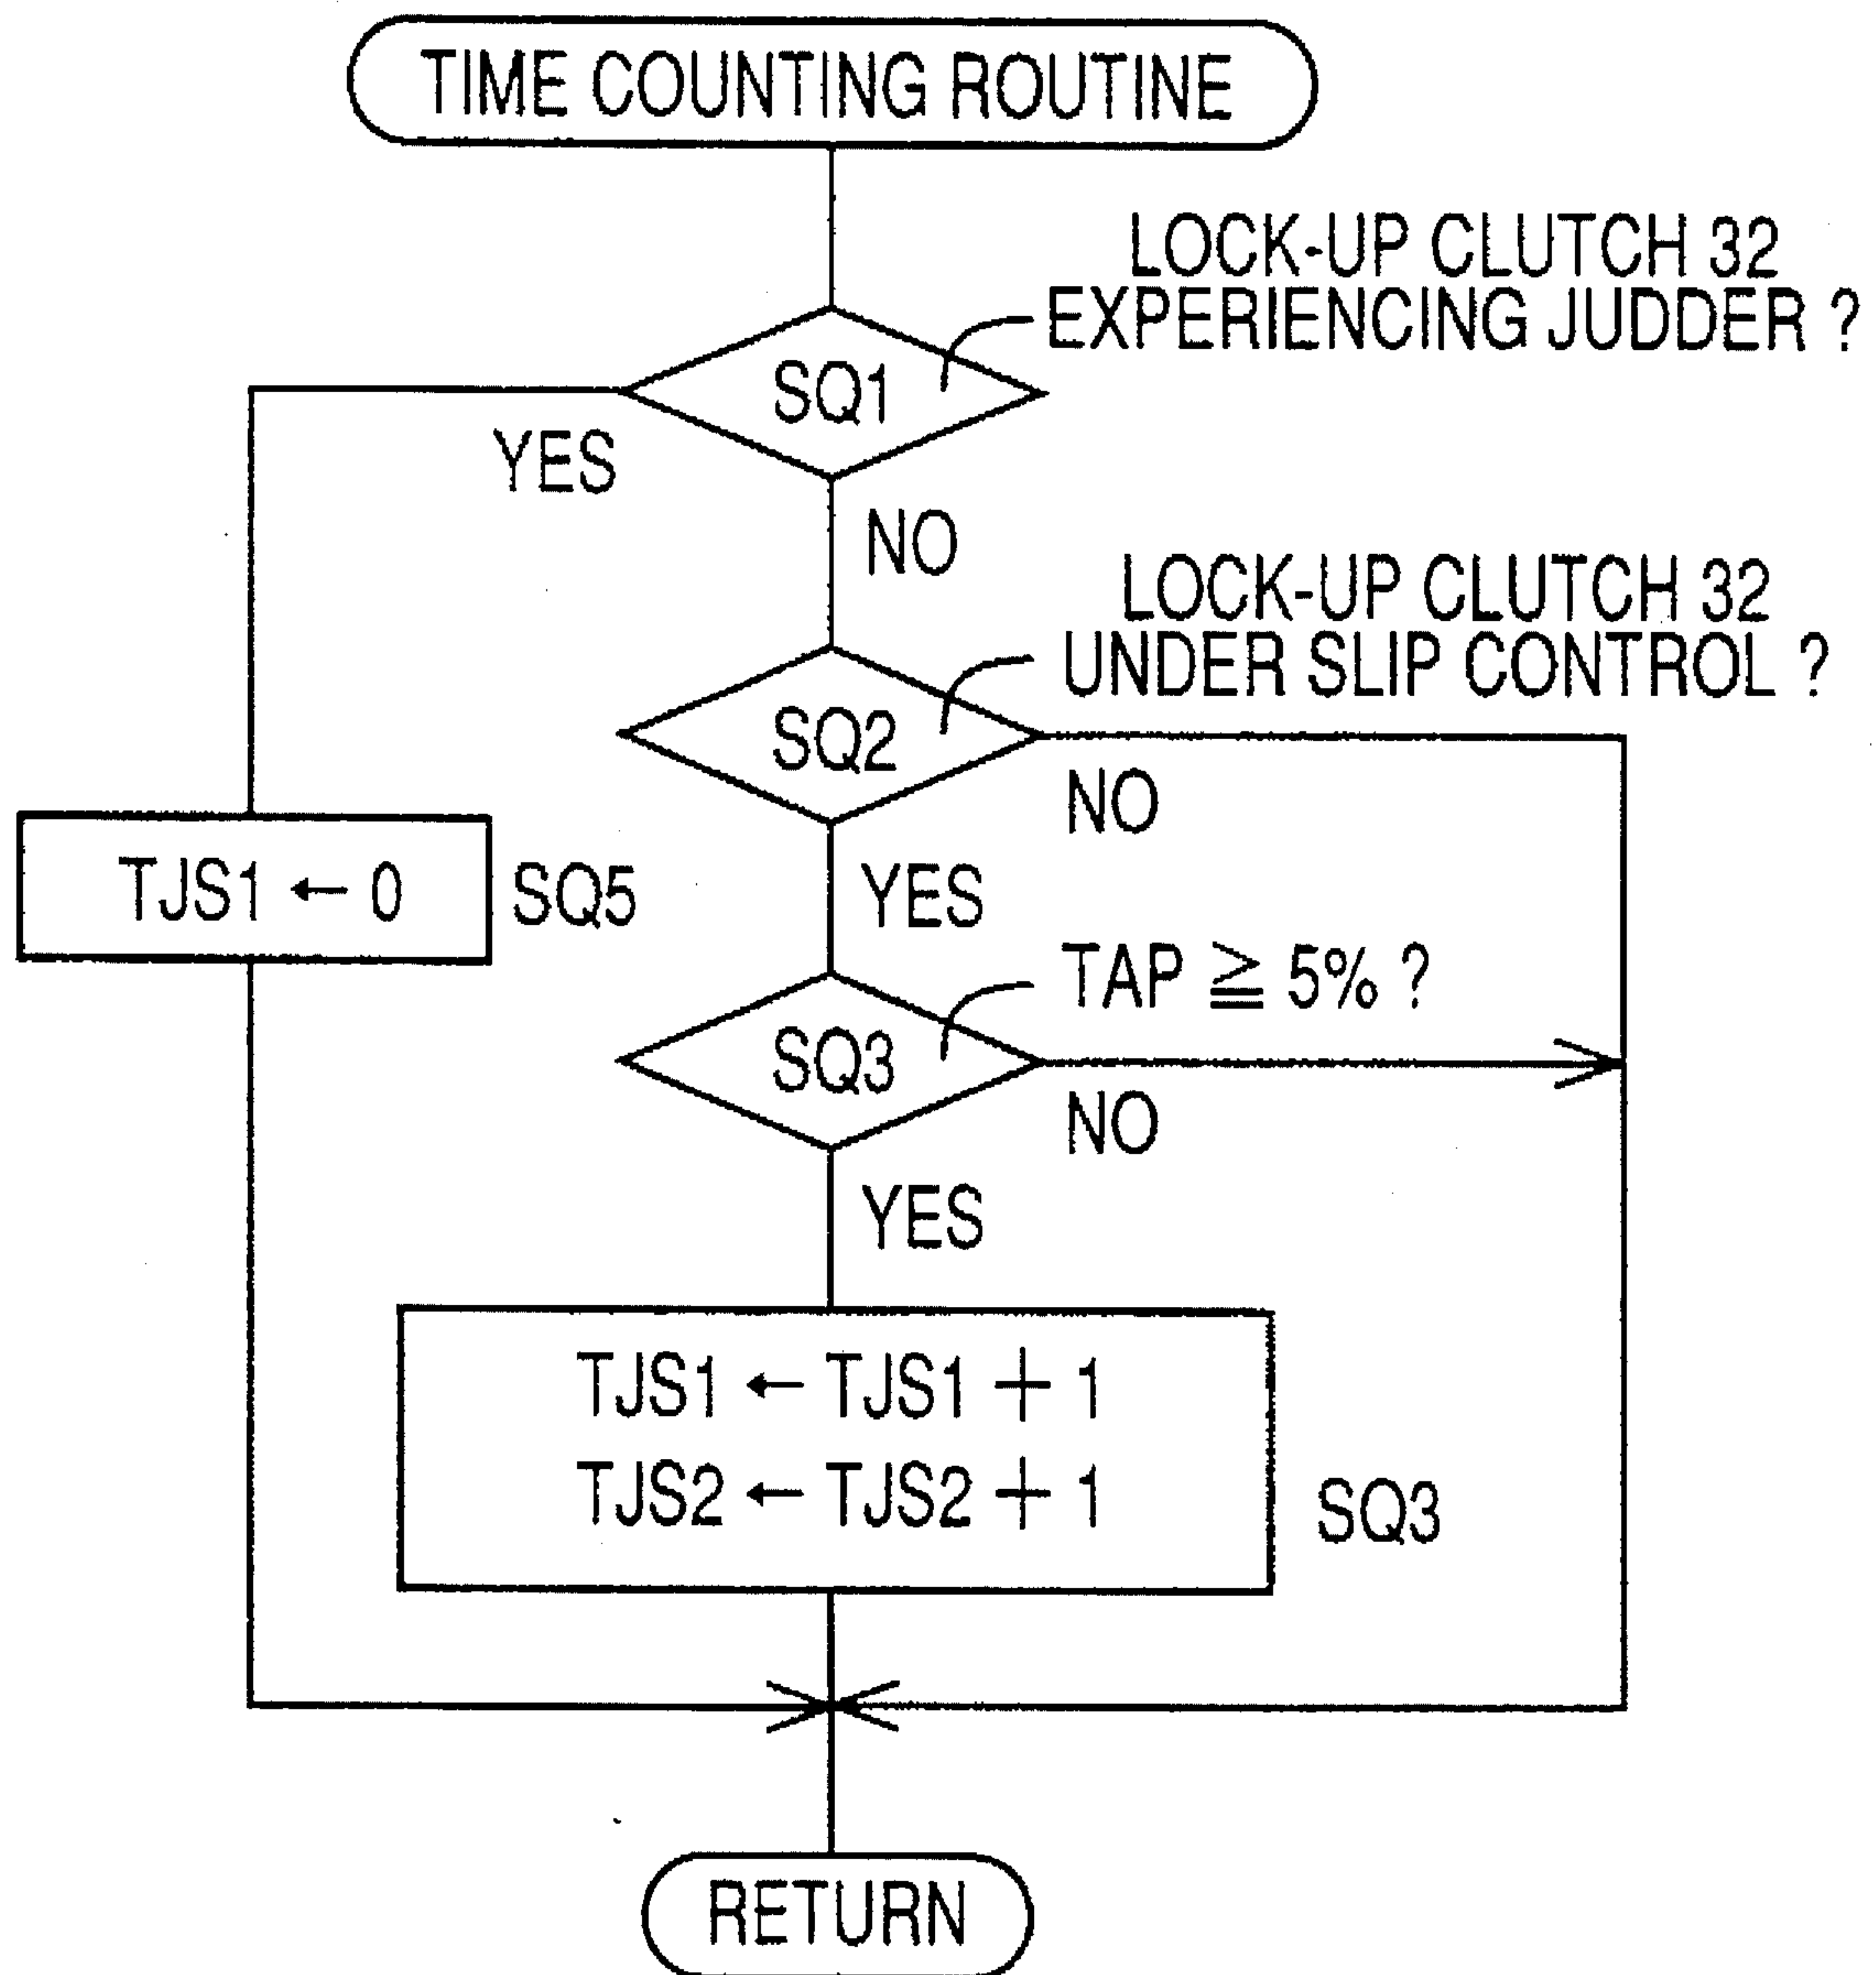 TIME COUNTING ROUTINE
LOCK-UP CLUTCH 32
EXPERIENCING JUDDER ?
SQ1
YES
NO
LOCK-UP CLUTCH 32
UNDER SLIP CONTROL ?
SQ2
NO
TJS1 ← 0
SQ5
YES
TAP ≧ 5% ?
SQ3
NO
YES
TJS1 ← TJS1 + 1
TJS2 ← TJS2 + 1
SQ3
RETURN